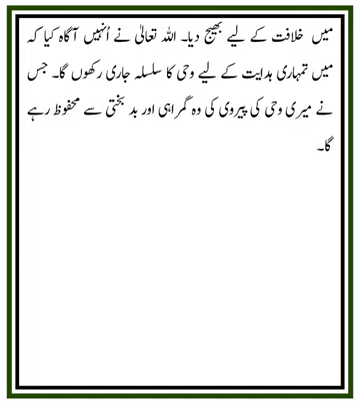 میں خلافت کے لیے بھیج دیا۔ اللہ تعالیٰ نے اُنہیں آگاہ کیا کہ
میں تمہاری ہدایت کے لیے وحی کا سلسلہ جاری رکھوں گا۔ جس
نے میری وحی کی پیروی کی وہ گمراہی اور بدبختی سے محفوظ رہے
گا۔